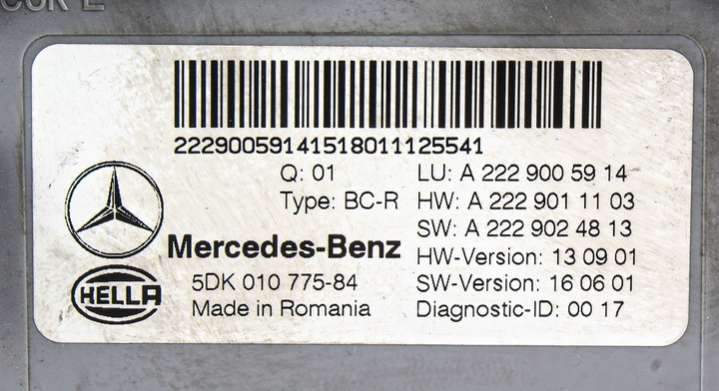 2229005914151801112554​1
Q: 01
LU: A 222 900 59 14
Type: BC-R
HW: A 222 901 11 03
SW: A 222 902 48 13
Mercedes-Benz
HW-Version: 13 09 01
HELLA
5DK 010 775-84
SW-Version: 16 06 01
Made in Romania
Diagnostic-ID: 00 17